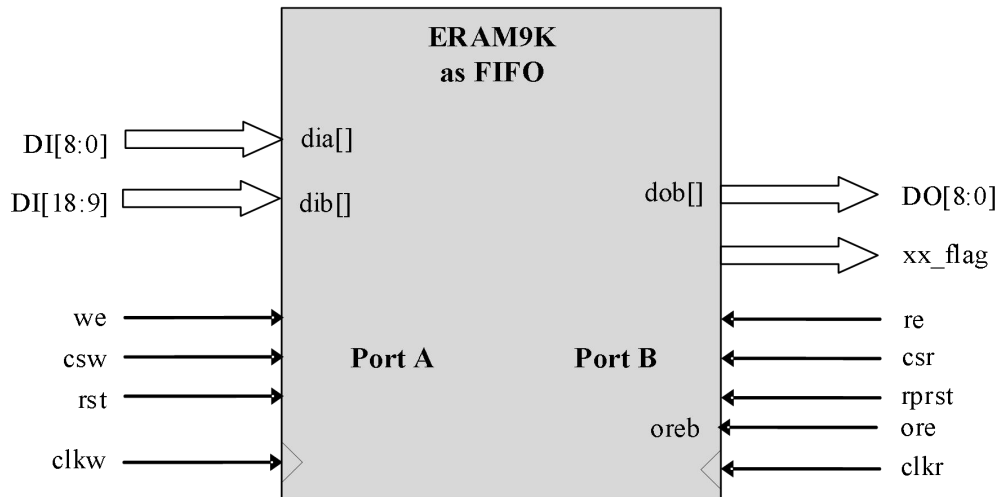 ERAM9K
as FIFO
DI[8:0]
dia[]
DI[18:9]
dib[]
dob[]
DO[8:0]
xx_flag
we
re
csw
Port A
Port B
csr
rst
rprst
oreb
ore
clkw
clkr